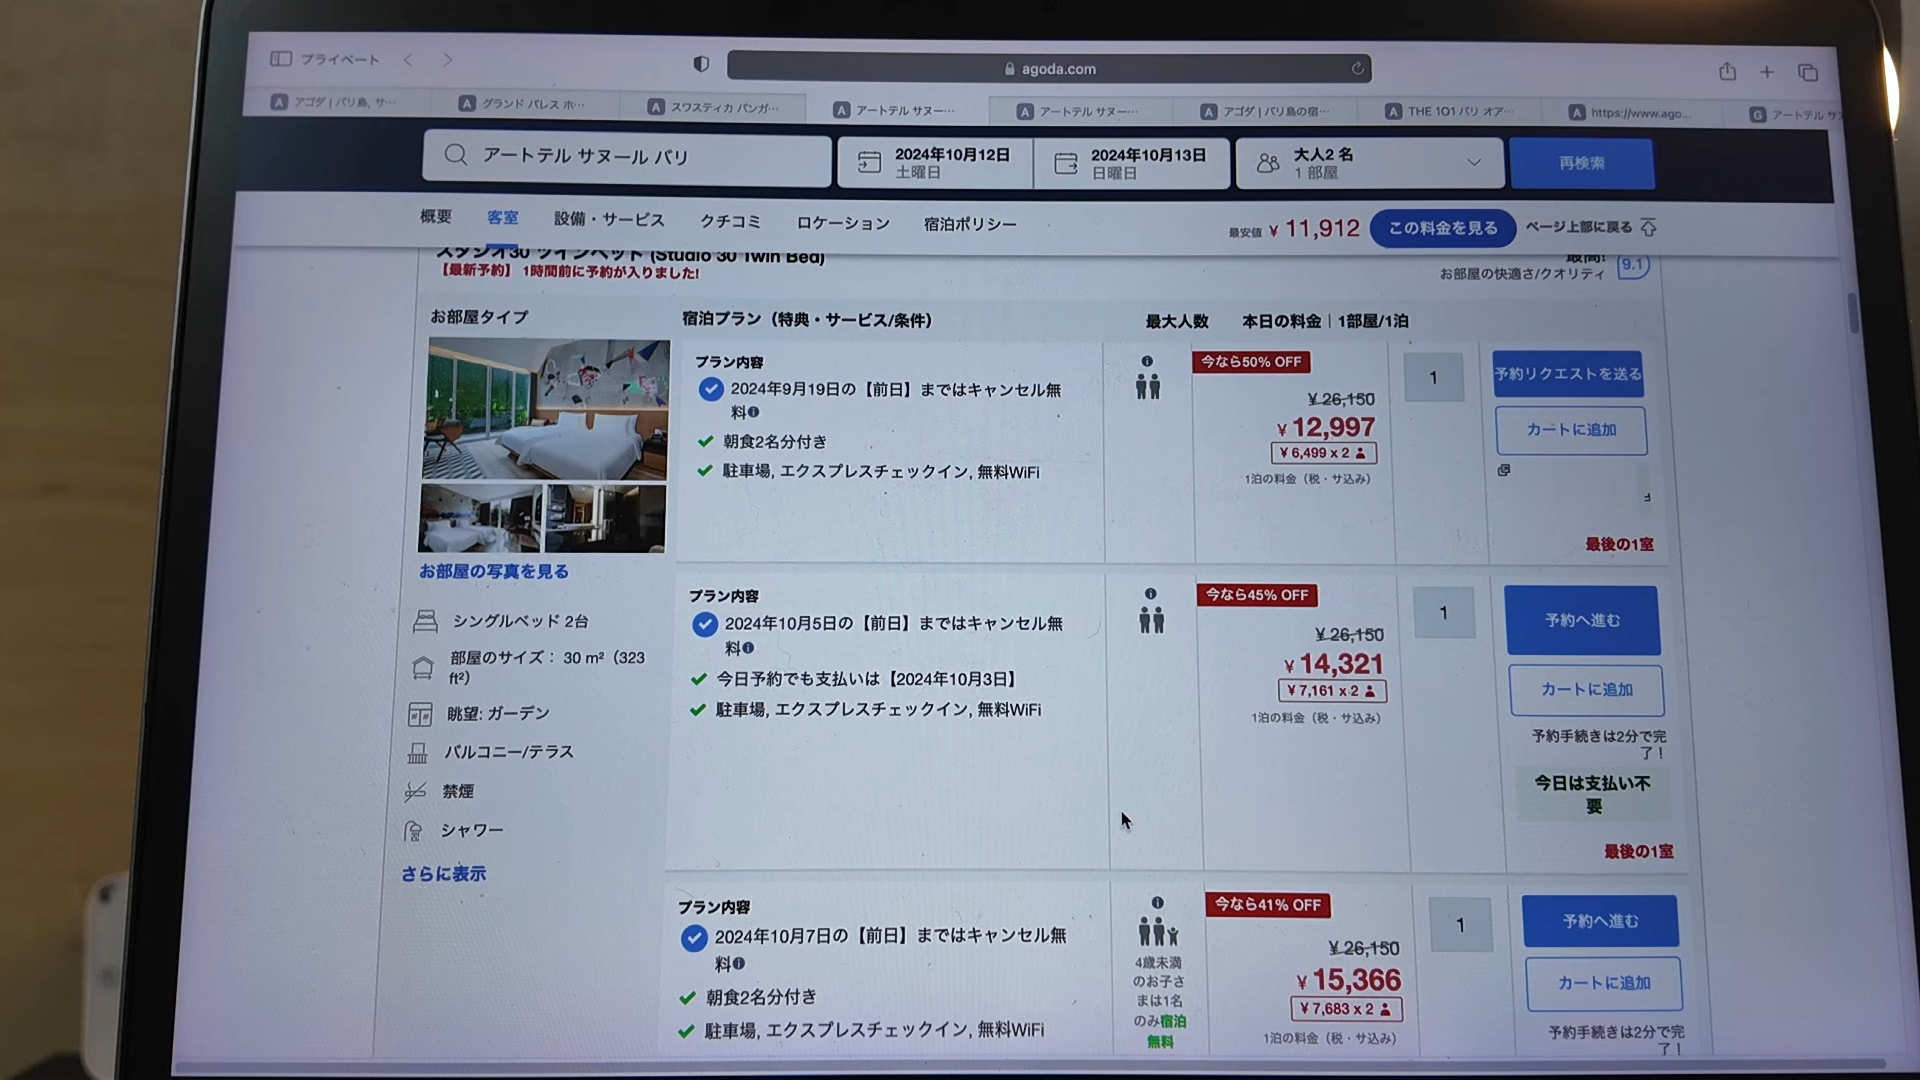 プライベート
agoda.com
アゴダ | バリ島, サ…
グランド パレス ホ…
スワスティカ バンガ…
アートテル サヌー…
アートテル サヌー…
アゴダ | バリ島の宿…
THE 1O1 バリ オア…
https://www.ago...
アートテル サ
アートテル サヌール バリ
2024年10月12日
土曜日
2024年10月13日
日曜日
大人2 名
1 部屋
再検索
概要
客室
設備・サービス
クチコミ
ロケーション
宿泊ポリシー
最安値 ¥ 11,912
この料金を見る
ページ上部に戻る
スタジオ30 ツインベッド (Studio 30 Twin Bed)
【最新予約】 1時間前に予約が入りました!
最高!
お部屋の快適さ/クオリティ
9.1
お部屋タイプ
宿泊プラン（特典・サービス/条件）
最大人数
本日の料金 | 1部屋/1泊
プラン内容
2024年9月19日の【前日】まではキャンセル無
料
朝食2名分付き
駐車場, エクスプレスチェックイン, 無料WiFi
今なら50% OFF
¥ 26,150
¥ 12,997
¥ 6,499 x 2
1泊の料金（税・サ込み）
1
予約リクエストを送る
カートに追加
最後の1室
お部屋の写真を見る
シングルベッド 2台
部屋のサイズ： 30 m²（323
ft²）
眺望: ガーデン
バルコニー/テラス
禁煙
シャワー
さらに表示
プラン内容
2024年10月5日の【前日】まではキャンセル無
料
今日予約でも支払いは【2024年10月3日】
駐車場, エクスプレスチェックイン, 無料WiFi
今なら45% OFF
¥ 26,150
¥ 14,321
¥ 7,161 x 2
1泊の料金（税・サ込み）
1
予約へ進む
カートに追加
予約手続きは2分で完
了！
今日は支払い不
要
最後の1室
プラン内容
2024年10月7日の【前日】まではキャンセル無
料
朝食2名分付き
駐車場, エクスプレスチェックイン, 無料WiFi
4歳未満
のお子さ
まは1名
のみ宿泊
無料
今なら41% OFF
¥ 26,150
¥ 15,366
¥ 7,683 x 2
1泊の料金（税・サ込み）
1
予約へ進む
カートに追加
予約手続きは2分で完
了！